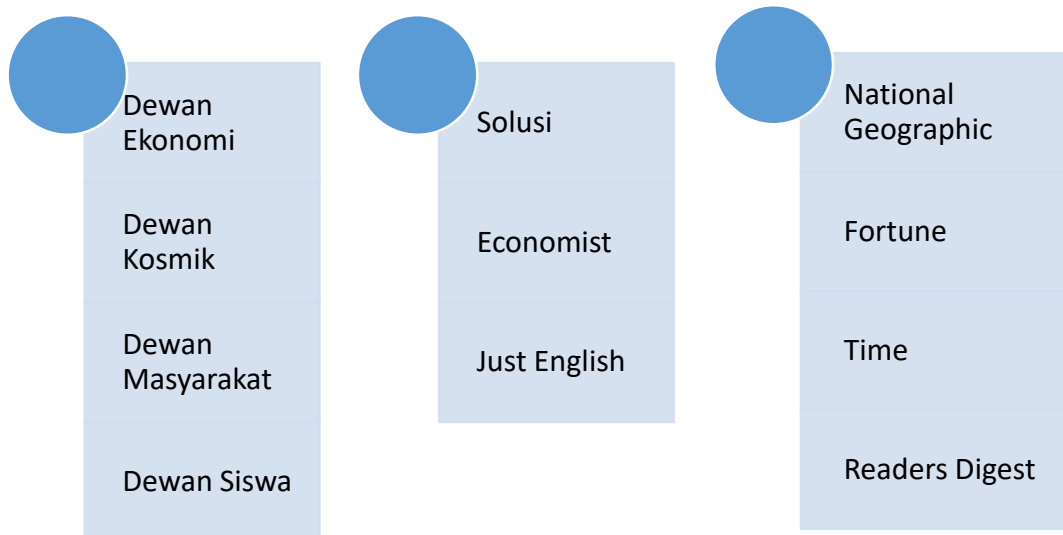 Dewan
Ekonomi
Dewan
Kosmik
Dewan
Masyarakat
Dewan Siswa
Solusi
Economist
Just English
National
Geographic
Fortune
Time
Readers Digest